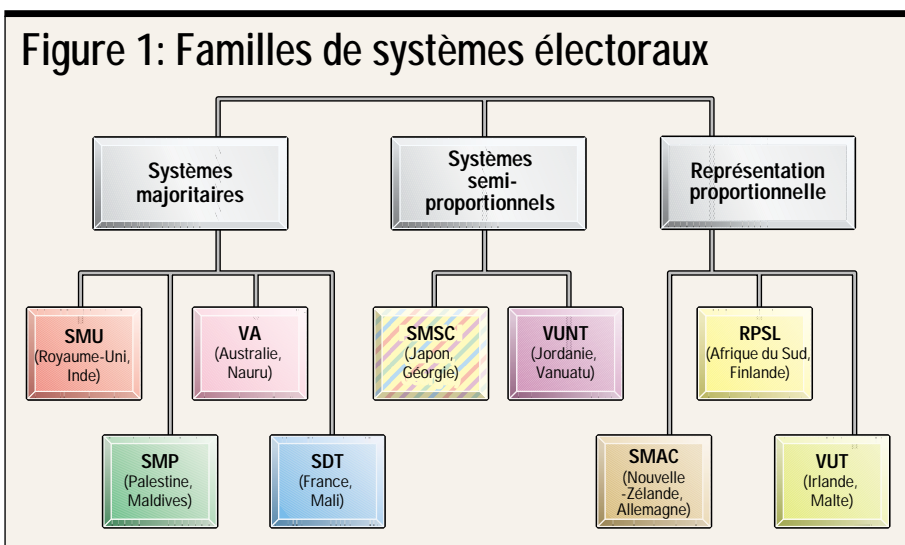 Figure 1: Familles de systèmes électoraux
Systèmes
majoritaires
Systèmes
semi-
proportionnels
Représentation
proportionnelle
SMU
(Royaume-Uni,
Inde)
VA
(Australie,
Nauru)
SMSC
(Japon,
Géorgie)
VUNT
(Jordanie,
Vanuatu)
RPSL
(Afrique du Sud,
Finlande)
SMP
(Palestine,
Maldives)
SDT
(France,
Mali)
SMAC
(Nouvelle
-Zélande,
Allemagne)
VUT
(Irlande,
Malte)